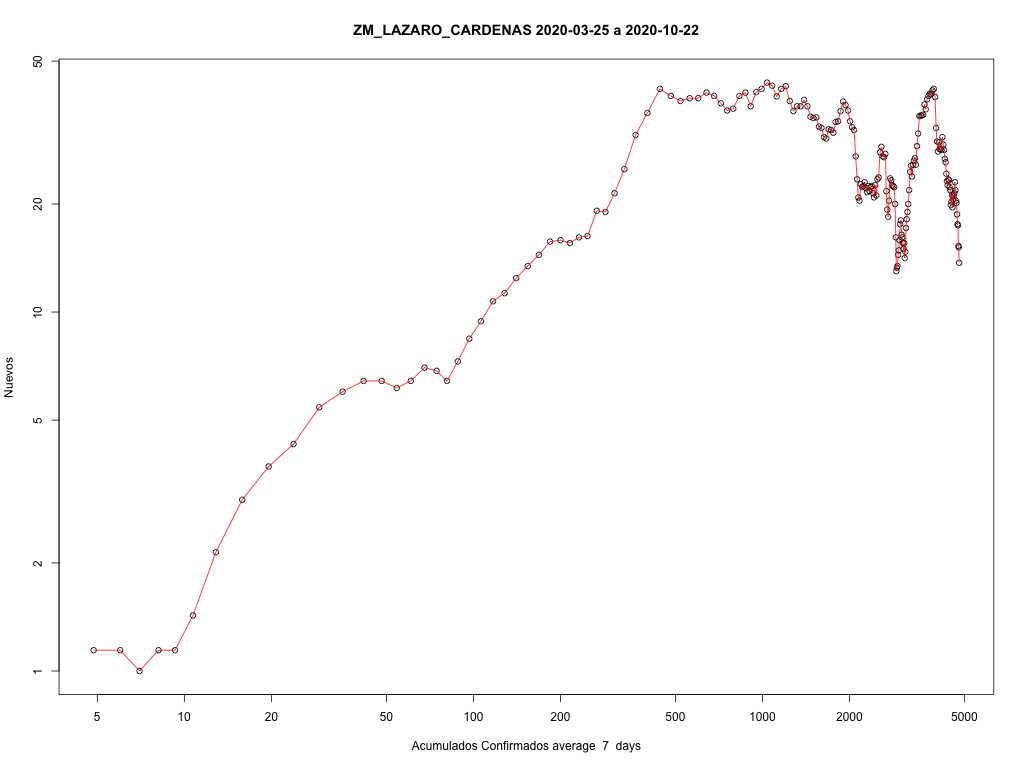 ZM_LAZARO_CARDENAS 2020-03-25 a 2020-10-22
50
20
10
5
2
1
Nuevos
5 10 20 50 100 200 500 1000 2000 5000
Acumulados Confirmados average 7 days